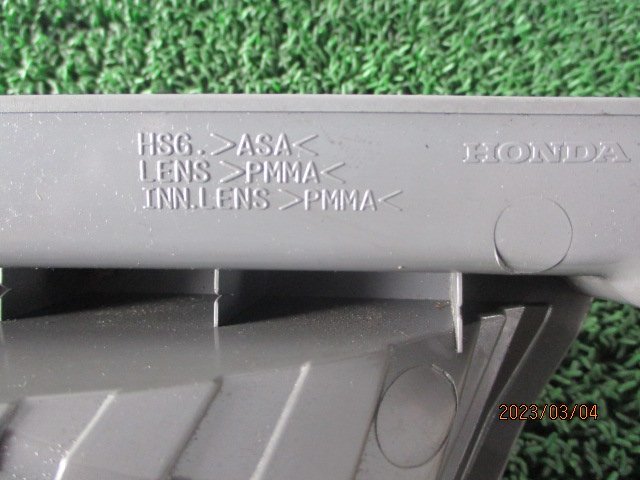 HSG.>ASA<
LENS>PMMA<
INN.LENS>PMMA<
HONDA
2023/03/04